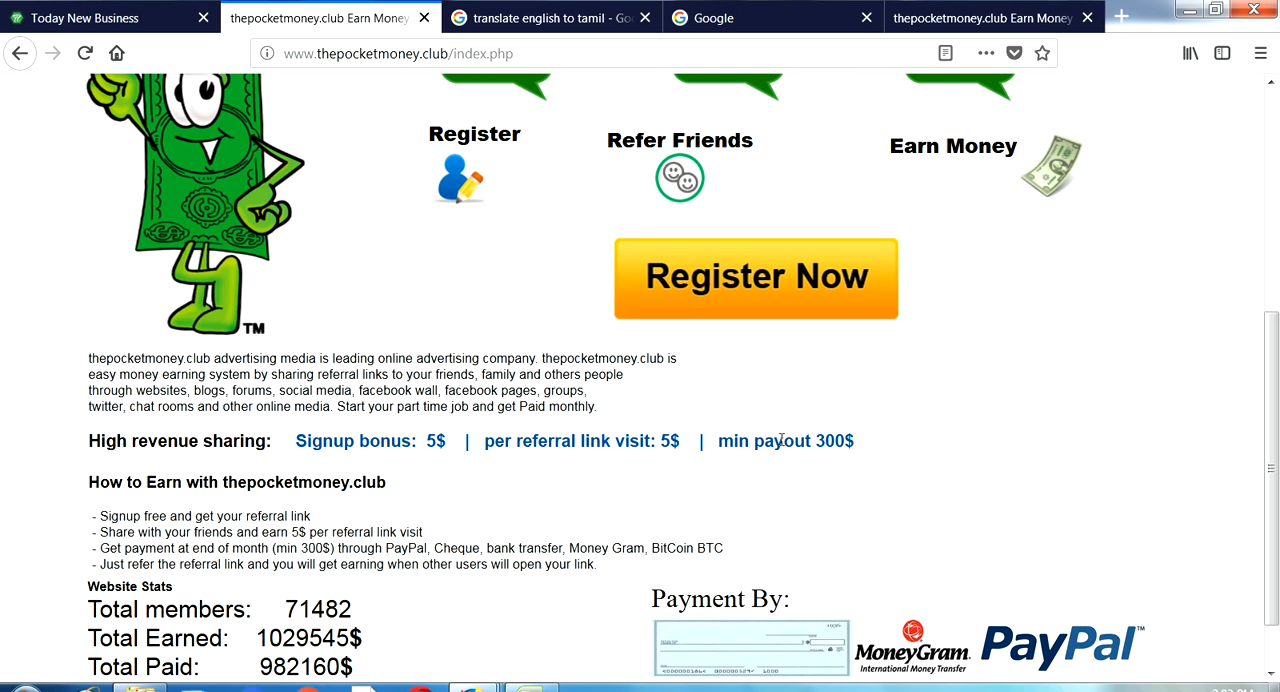 Today New Business
thepocketmoney.club Earn Money
translate english to tamil - Go
Google
thepocketmoney.club Earn Money
www.thepocketmoney.club/index.php
Register
Refer Friends
Earn Money
Register Now
TM
thepocketmoney.club advertising media is leading online advertising company. thepocketmoney.club is
easy money earning system by sharing referral links to your friends, family and others people
through websites, blogs, forums, social media, facebook wall, facebook pages, groups,
twitter, chat rooms and other online media. Start your part time job and get Paid monthly.
High revenue sharing: Signup bonus: 5$ | per referral link visit: 5$ | min payout 300$
How to Earn with thepocketmoney.club
- Signup free and get your referral link
- Share with your friends and earn 5$ per referral link visit
- Get payment at end of month (min 300$) through PayPal, Cheque, bank transfer, Money Gram, BitCoin BTC
- Just refer the referral link and you will get earning when other users will open your link.
Website Stats
Total members: 71482
Total Earned: 1029545$
Total Paid: 982160$
Payment By:
MoneyGram.
International Money Transfer
PayPal™